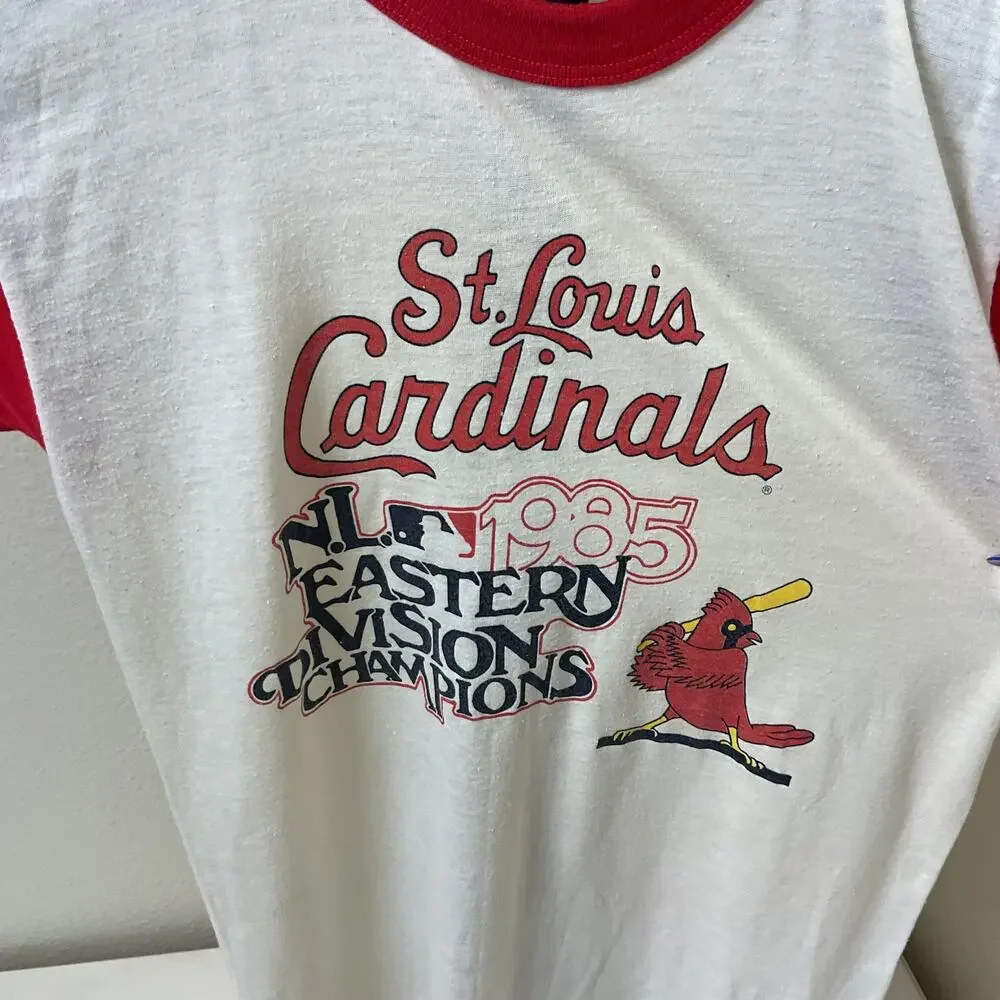 St. Louis
Cardinals
®
N.L. 1985
EASTERN
DIVISION
CHAMPIONS